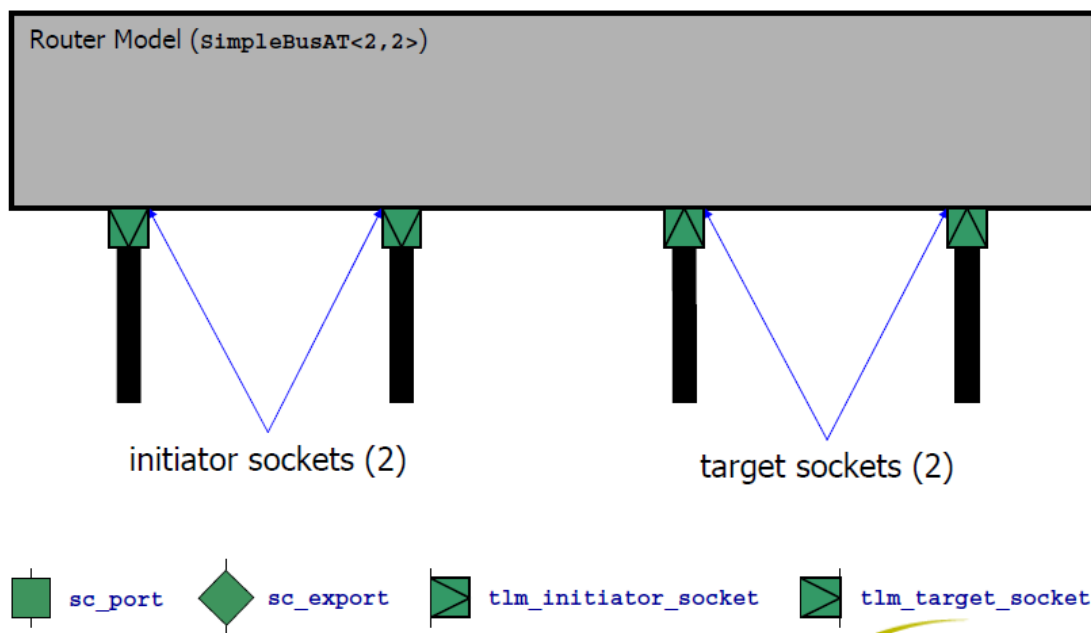 Router Model (SimpleBusAT<2,2>)
initiator sockets (2)
target sockets (2)
sc_port
sc_export
tlm_initiator_socket
tlm_target_socket